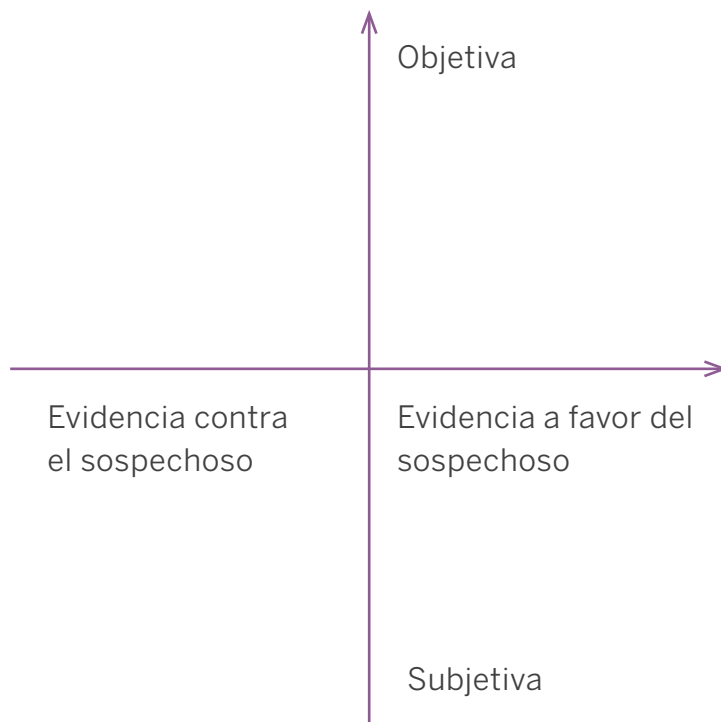 Objetiva
Evidencia contra
el sospechoso
Evidencia a favor del
sospechoso
Subjetiva